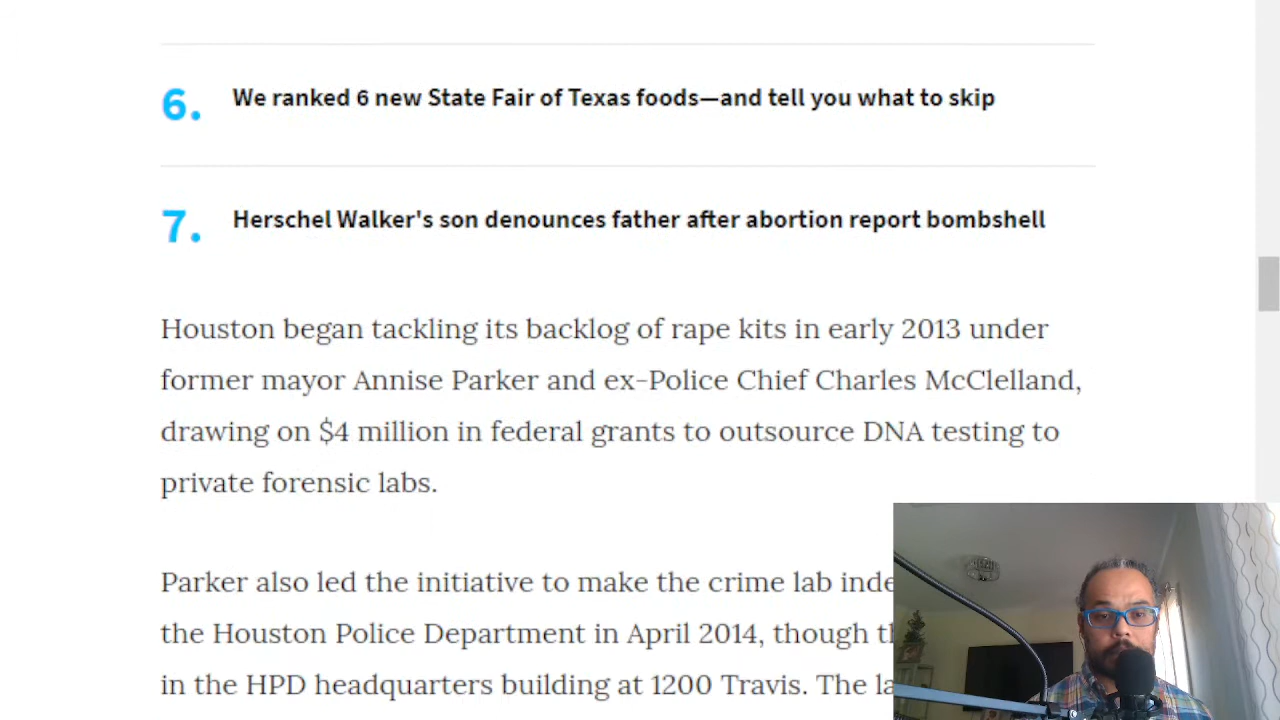 6. We ranked 6 new State Fair of Texas foods—and tell you what to skip
7. Herschel Walker's son denounces father after abortion report bombshell
Houston began tackling its backlog of rape kits in early 2013 under
former mayor Annise Parker and ex-Police Chief Charles McClelland,
drawing on $4 million in federal grants to outsource DNA testing to
private forensic labs.
Parker also led the initiative to make the crime lab
the Houston Police Department in April 2014, though
in the HPD headquarters building at 1200 Travis. The